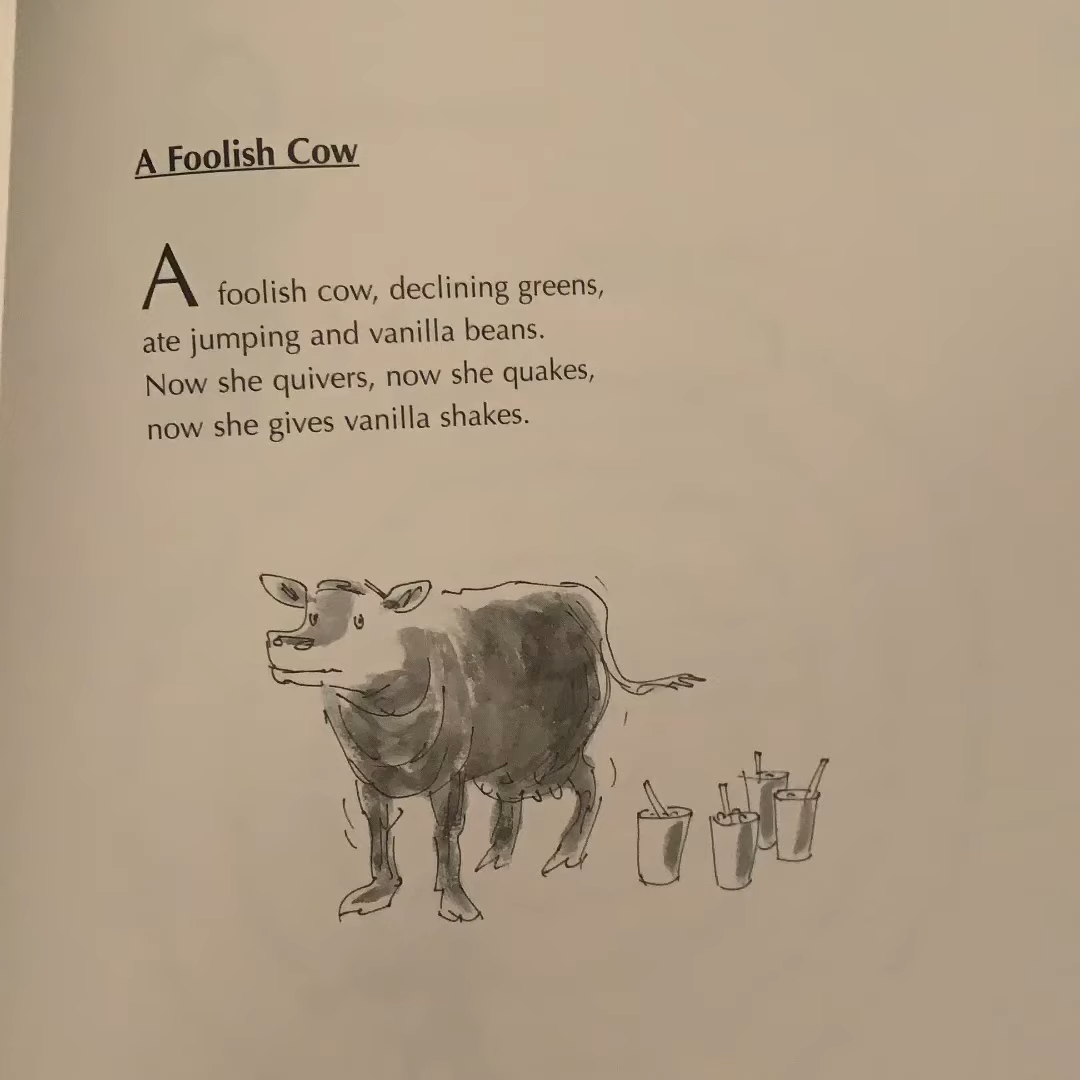 A Foolish Cow
A foolish cow, declining greens,
ate jumping and vanilla beans.
Now she quivers, now she quakes,
now she gives vanilla shakes.